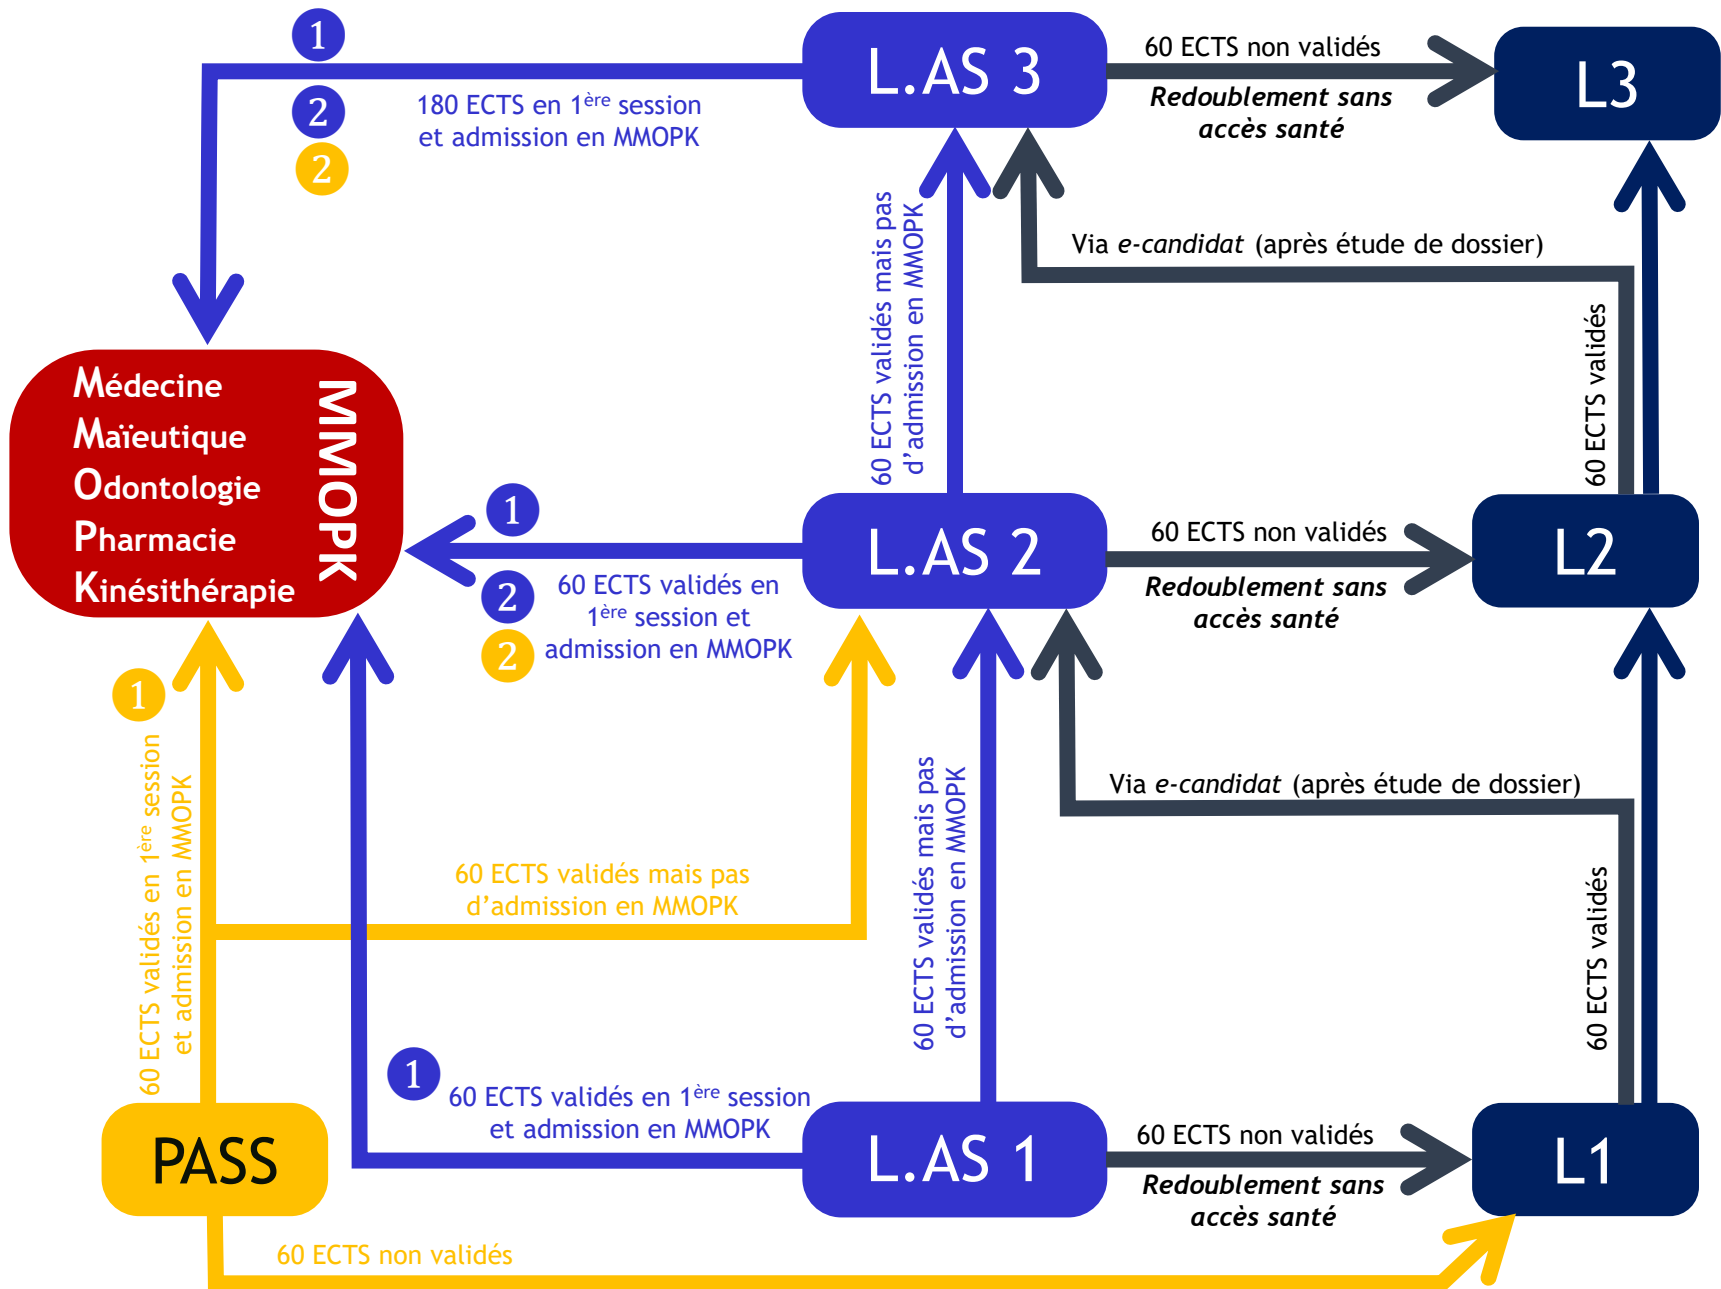 1
L.AS 3
60 ECTS non validés
Redoublement sans
accès santé
L3
2
180 ECTS en 1ère session
et admission en MMOPK
2
60 ECTS validés mais pas
d'admission en MMOPK
Via e-candidat (après étude de dossier)
60 ECTS validés
Médecine
Maïeutique
Odontologie
Pharmacie
Kinésithérapie
MMOPK
1
2
2
60 ECTS validés en
1ère session et
admission en MMOPK
L.AS 2
60 ECTS non validés
Redoublement sans
accès santé
L2
1
60 ECTS validés en 1ère session
et admission en MMOPK
60 ECTS validés mais pas
d'admission en MMOPK
60 ECTS validés mais pas
d'admission en MMOPK
Via e-candidat (après étude de dossier)
60 ECTS validés
1
60 ECTS validés en 1ère session
et admission en MMOPK
PASS
L.AS 1
60 ECTS non validés
Redoublement sans
accès santé
L1
60 ECTS non validés